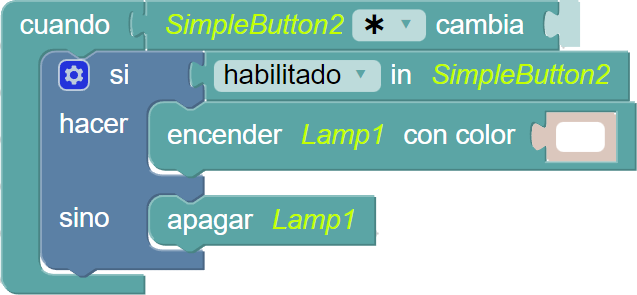 cuando SimpleButton2 * cambia
si habilitado in SimpleButton2
hacer encender Lamp1 con color
sino apagar Lamp1